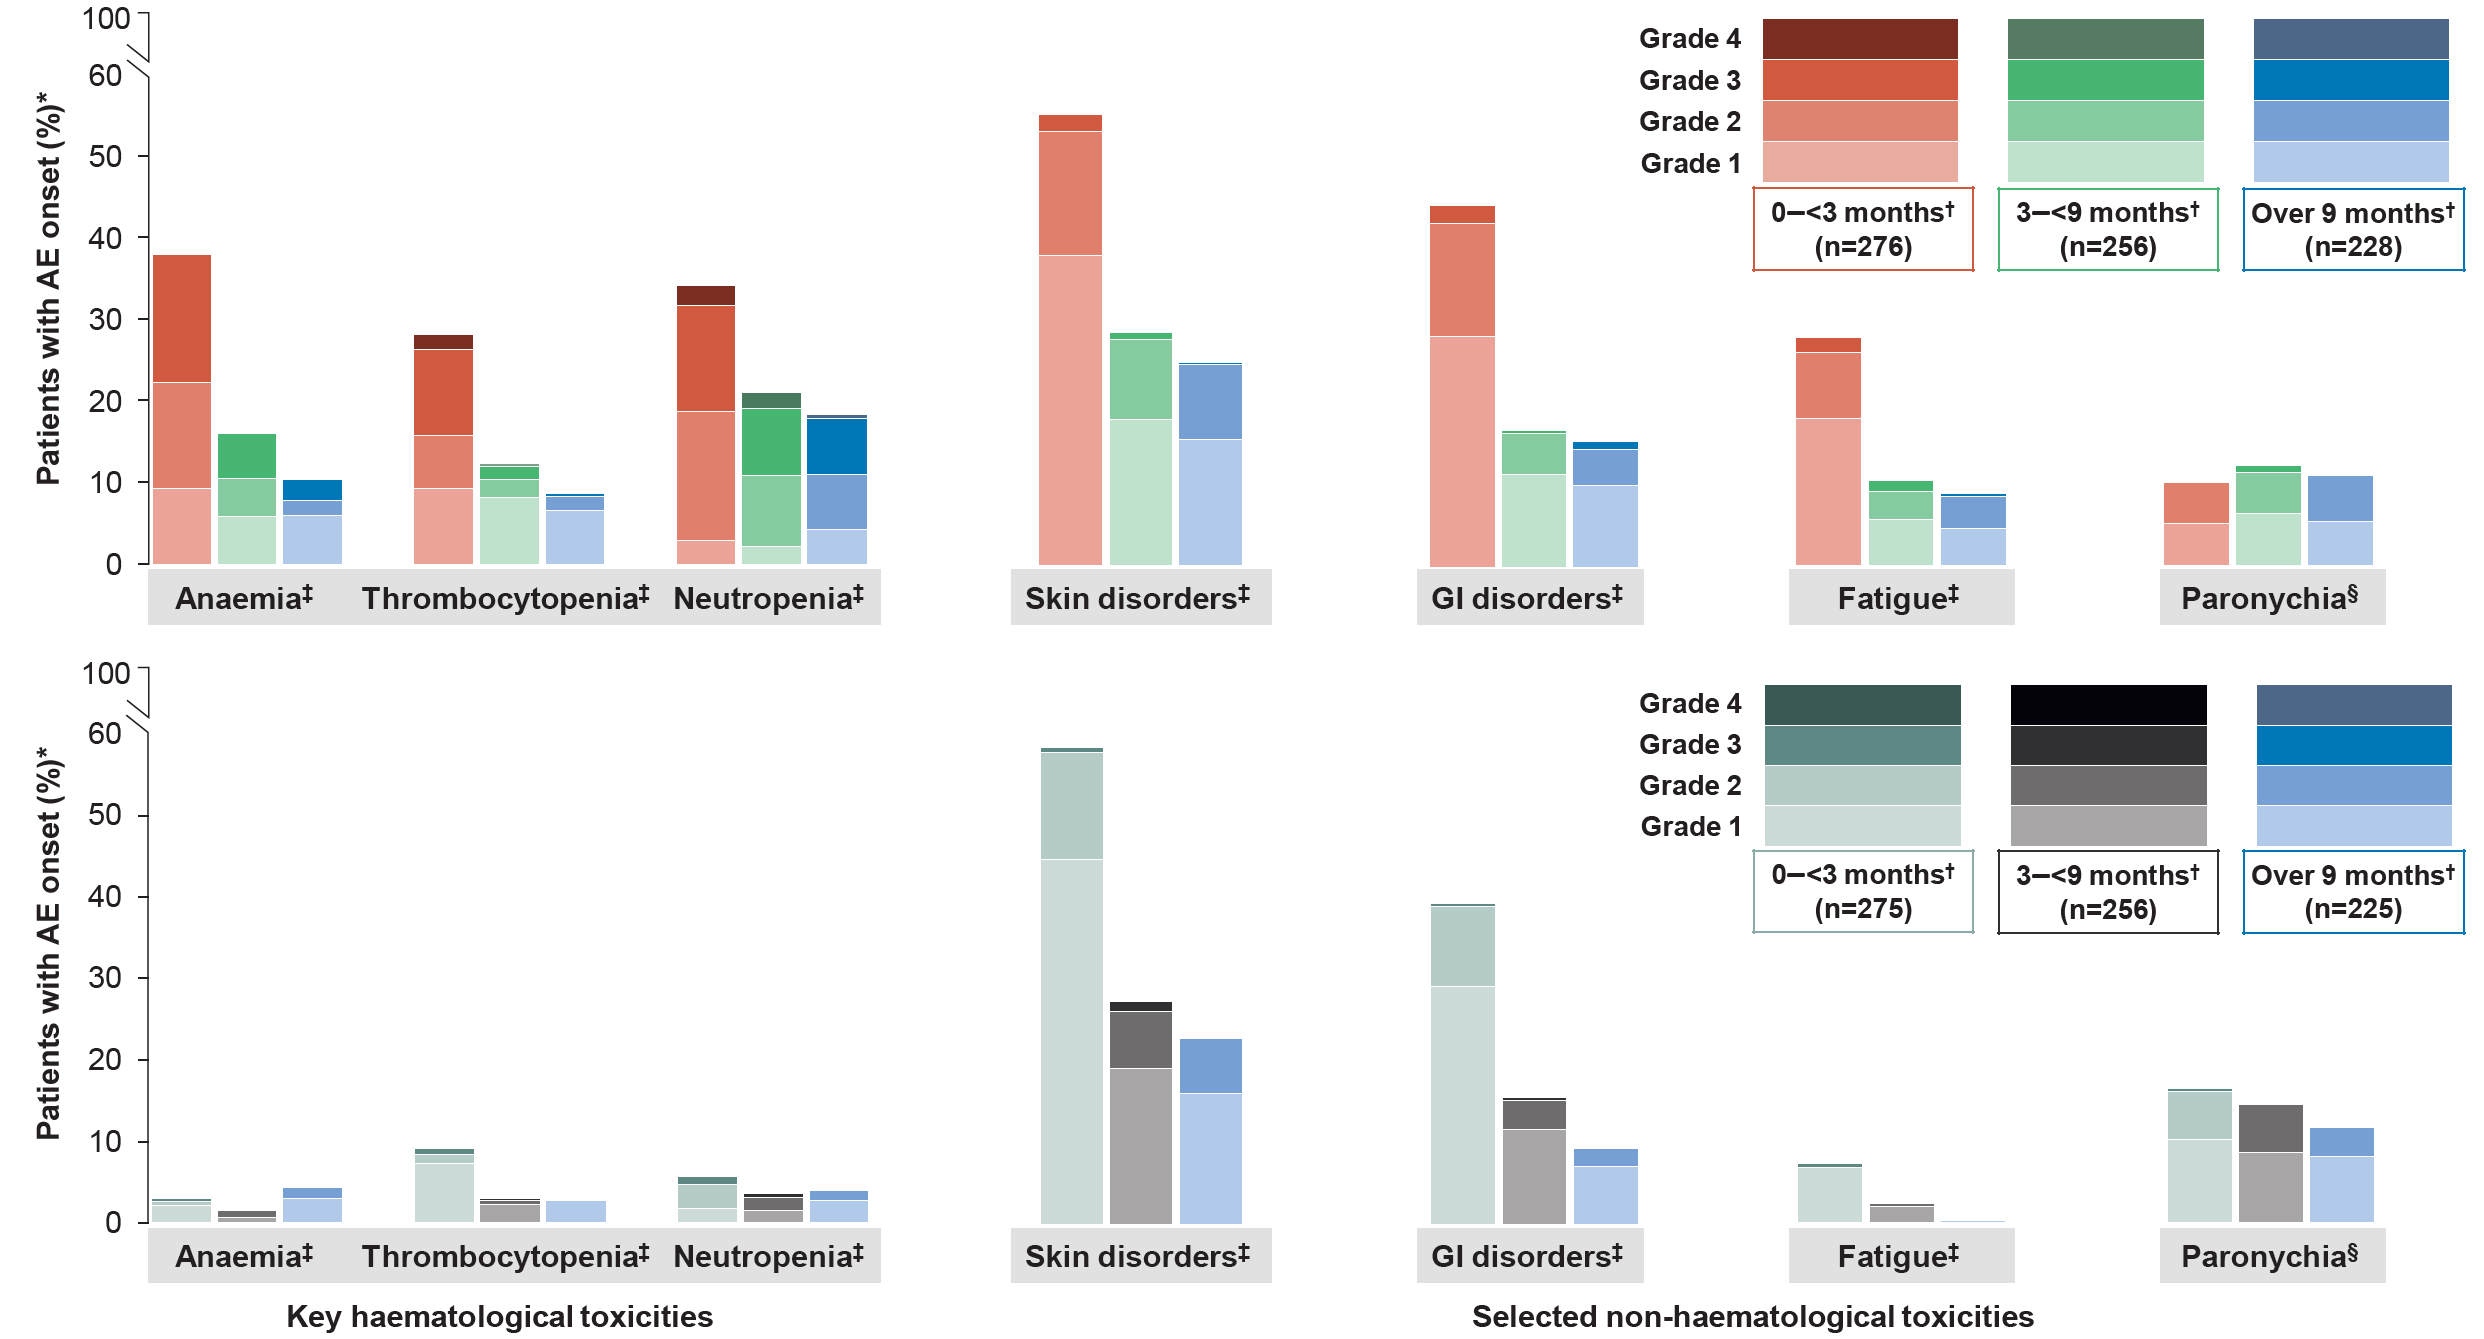 Patients with AE onset (%)*
100
60
50
40
30
20
10
0
Grade 4
Grade 3
Grade 2
Grade 1
0–<3 months†
(n=276)
3–<9 months†
(n=256)
Over 9 months†
(n=228)
Anaemia‡
Thrombocytopenia‡
Neutropenia‡
Skin disorders‡
GI disorders‡
Fatigue‡
Paronychia§
Patients with AE onset (%)*
100
60
50
40
30
20
10
0
Grade 4
Grade 3
Grade 2
Grade 1
0–<3 months†
(n=275)
3–<9 months†
(n=256)
Over 9 months†
(n=225)
Anaemia‡
Thrombocytopenia‡
Neutropenia‡
Skin disorders‡
GI disorders‡
Fatigue‡
Paronychia§
Key haematological toxicities
Selected non-haematological toxicities